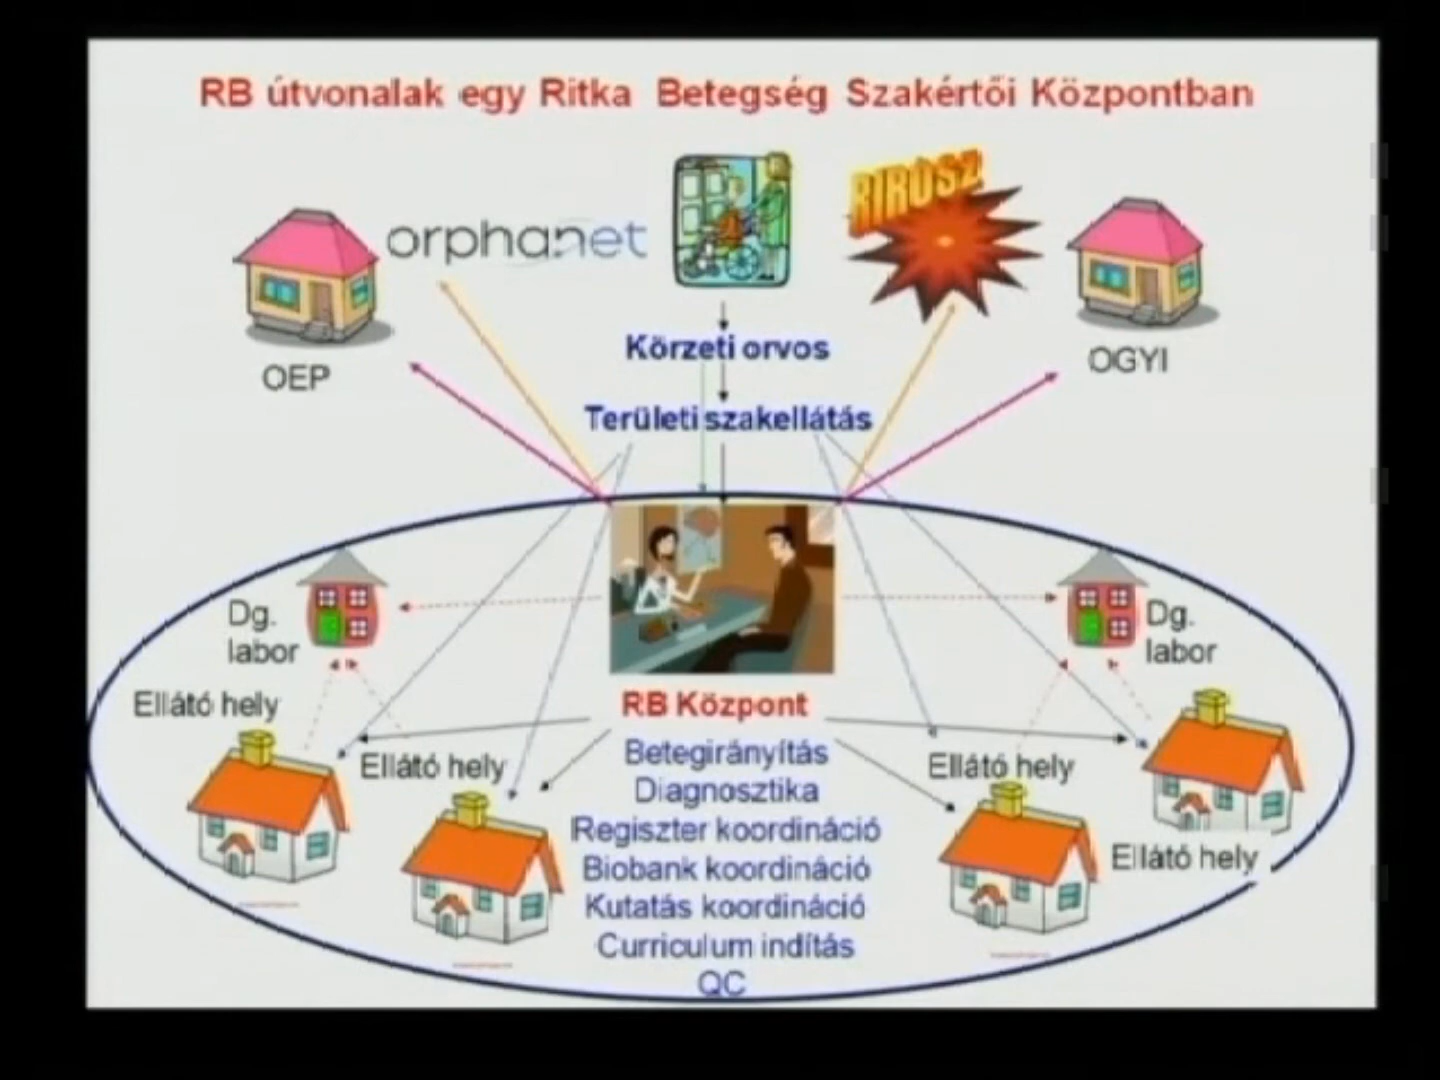 RB útvonalak egy Ritka Betegség Szakértői Központban
orphanet
RIROSZ
OEP
Körzeti orvos
OGYI
Területi szakellátás
Dg.
labor
Dg.
labor
Ellátó hely
RB Központ
Ellátó hely
Betegirányítás
Ellátó hely
Diagnosztika
Regiszter koordináció
Biobank koordináció
Ellátó hely
Kutatás koordináció
Curriculum indítás
QC